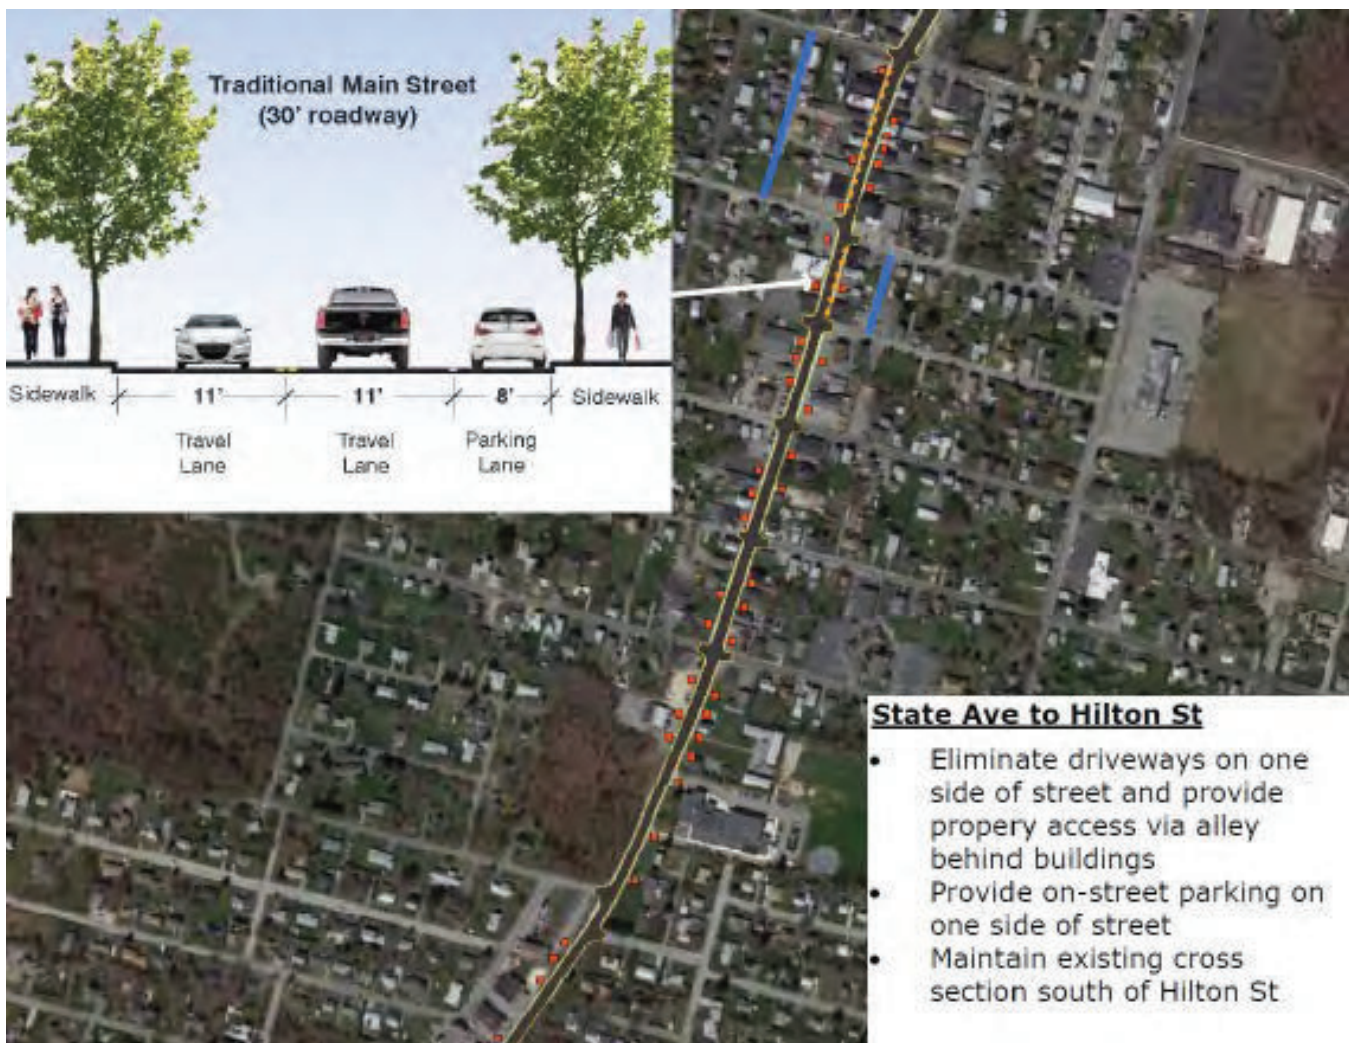 Traditional Main Street
(30' roadway)
Sidewalk
11'
11'
8'
Sidewalk
Travel
Lane
Travel
Lane
Parking
Lane
State Ave to Hilton St
• Eliminate driveways on one
side of street and provide
propery access via alley
behind buildings
• Provide on-street parking on
one side of street
• Maintain existing cross
section south of Hilton St